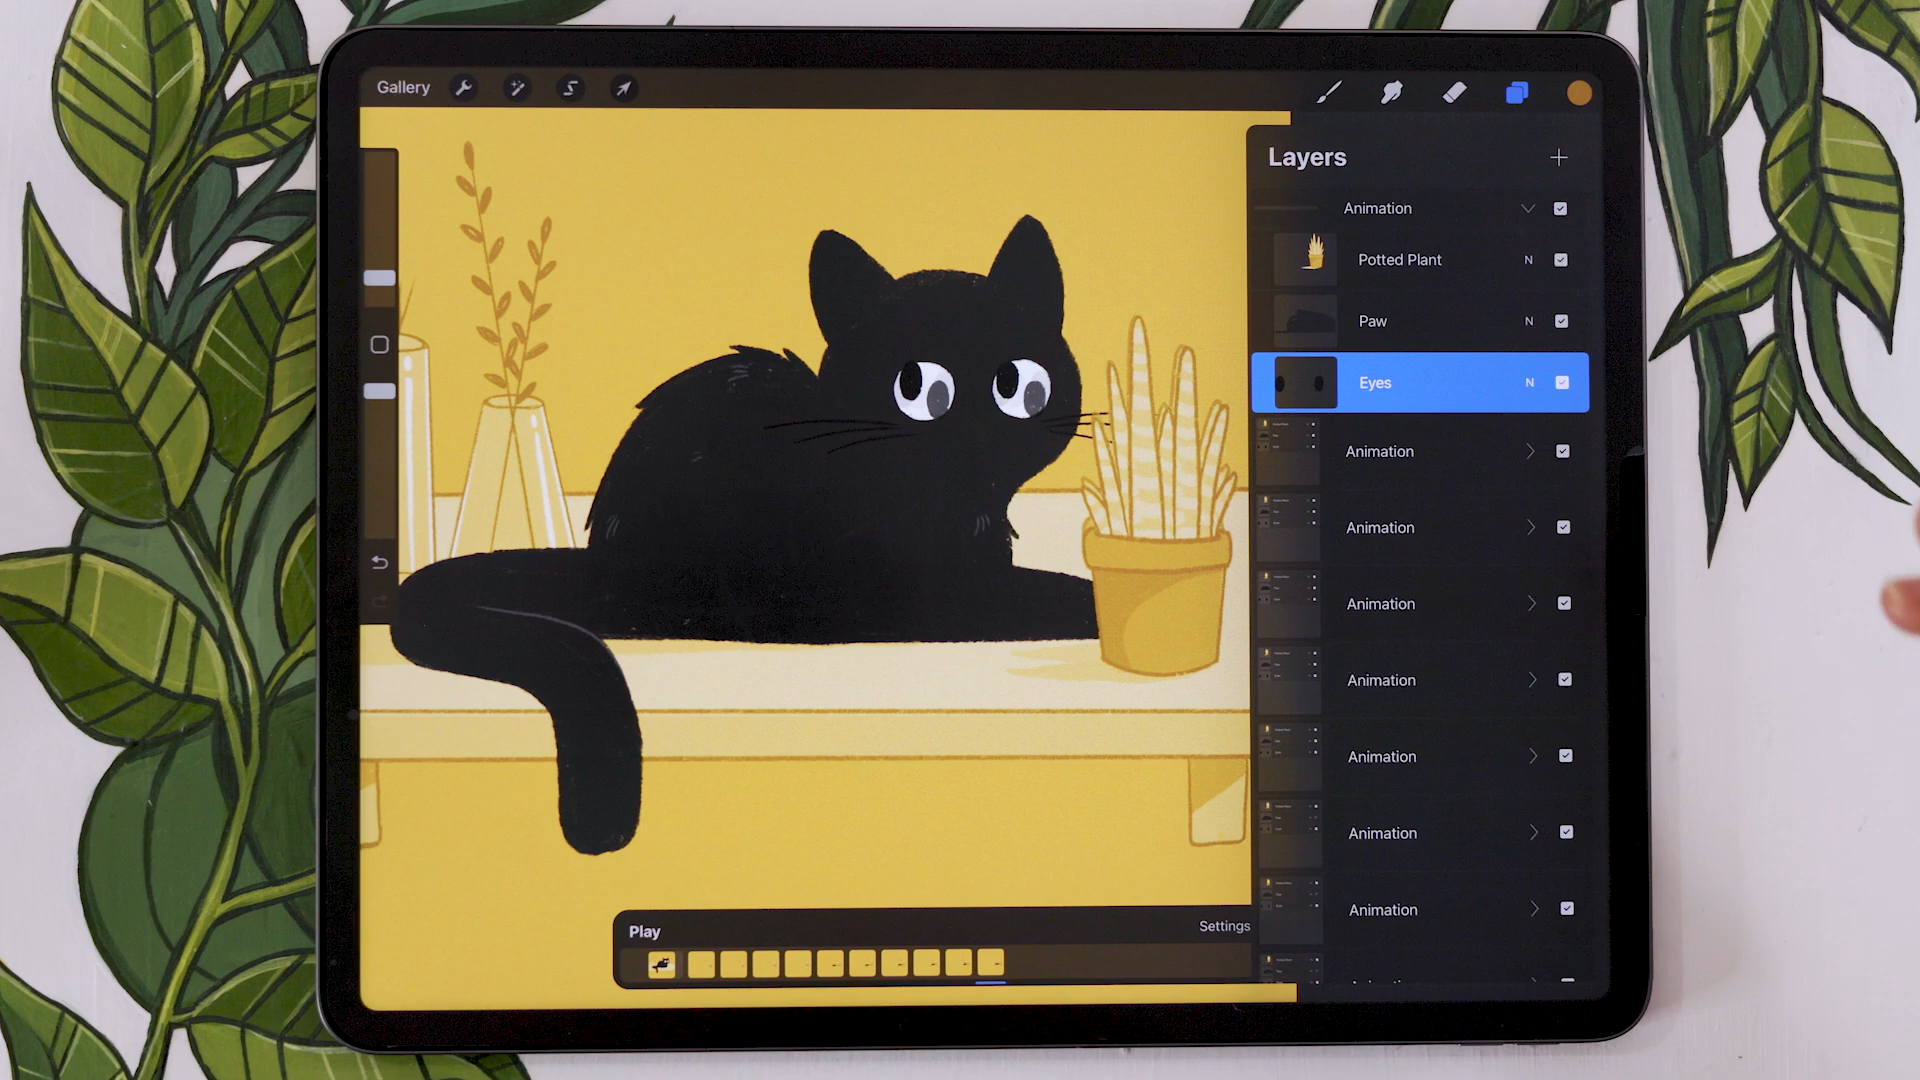 Gallery
Layers
Animation
Potted Plant N
Paw N
Eyes N
Animation
Animation
Animation
Animation
Animation
Animation
Animation
Play
Settings